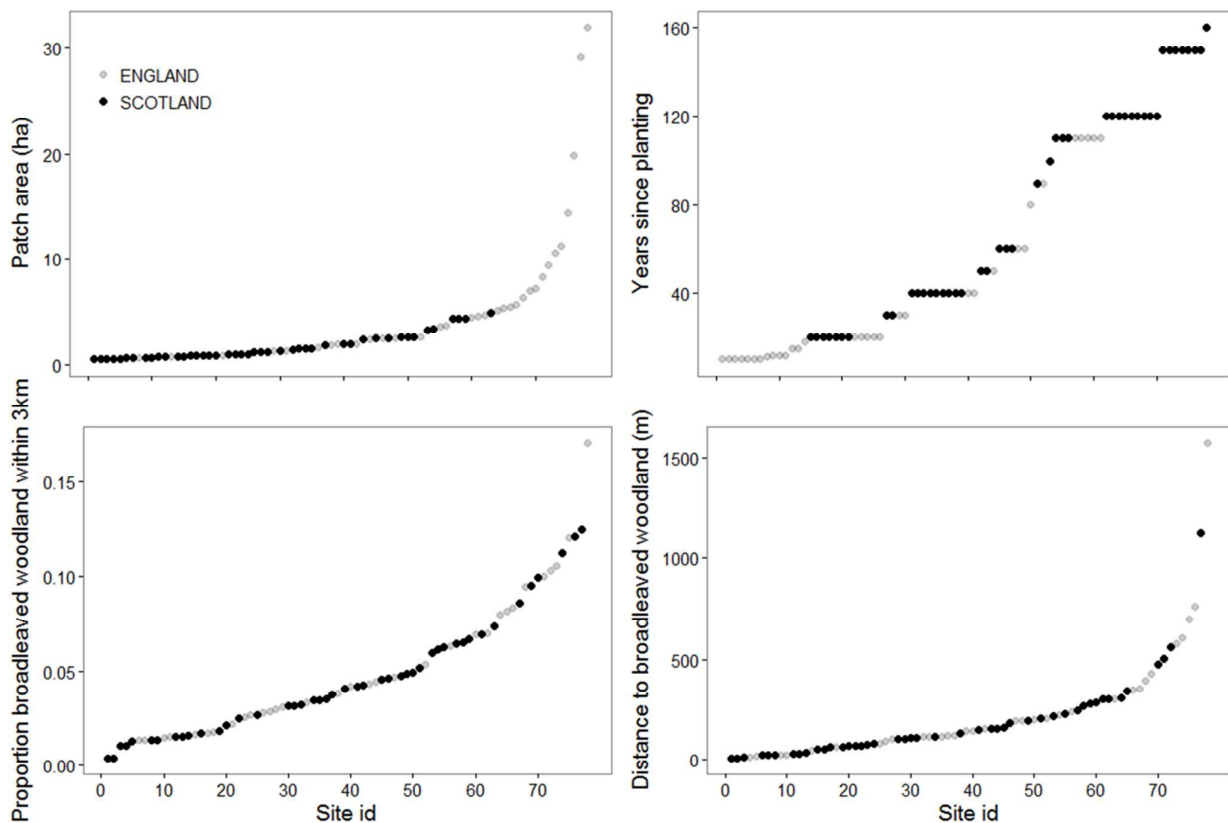 Patch area (ha)
30
20
10
0
ENGLAND
SCOTLAND
Years since planting
160
120
80
40
Proportion broadleaved woodland within 3km
0.15
0.10
0.05
0.00
0 10 20 30 40 50 60 70
Site id
Distance to broadleaved woodland (m)
1500
1000
500
0
0 10 20 30 40 50 60 70
Site id